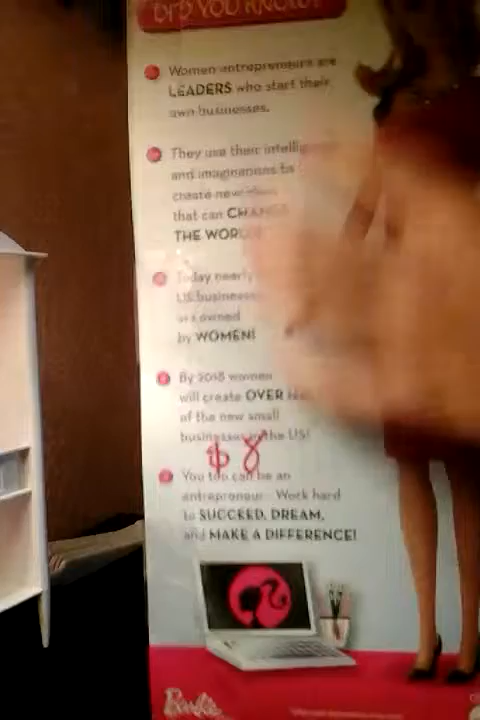 DID YOU KNOW?
Women entrepreneurs are
LEADERS who start their
own businesses.
They use their
and imaginations to
create new
that can
THE
Today nearly
US businesses
are owned
by WOMEN!
By 2018 women
will create OVER
of the new small
businesses in the US!
$8
You too can be an
entrepreneur. Work hard
to SUCCEED, DREAM,
and MAKE A DIFFERENCE!
Barbie